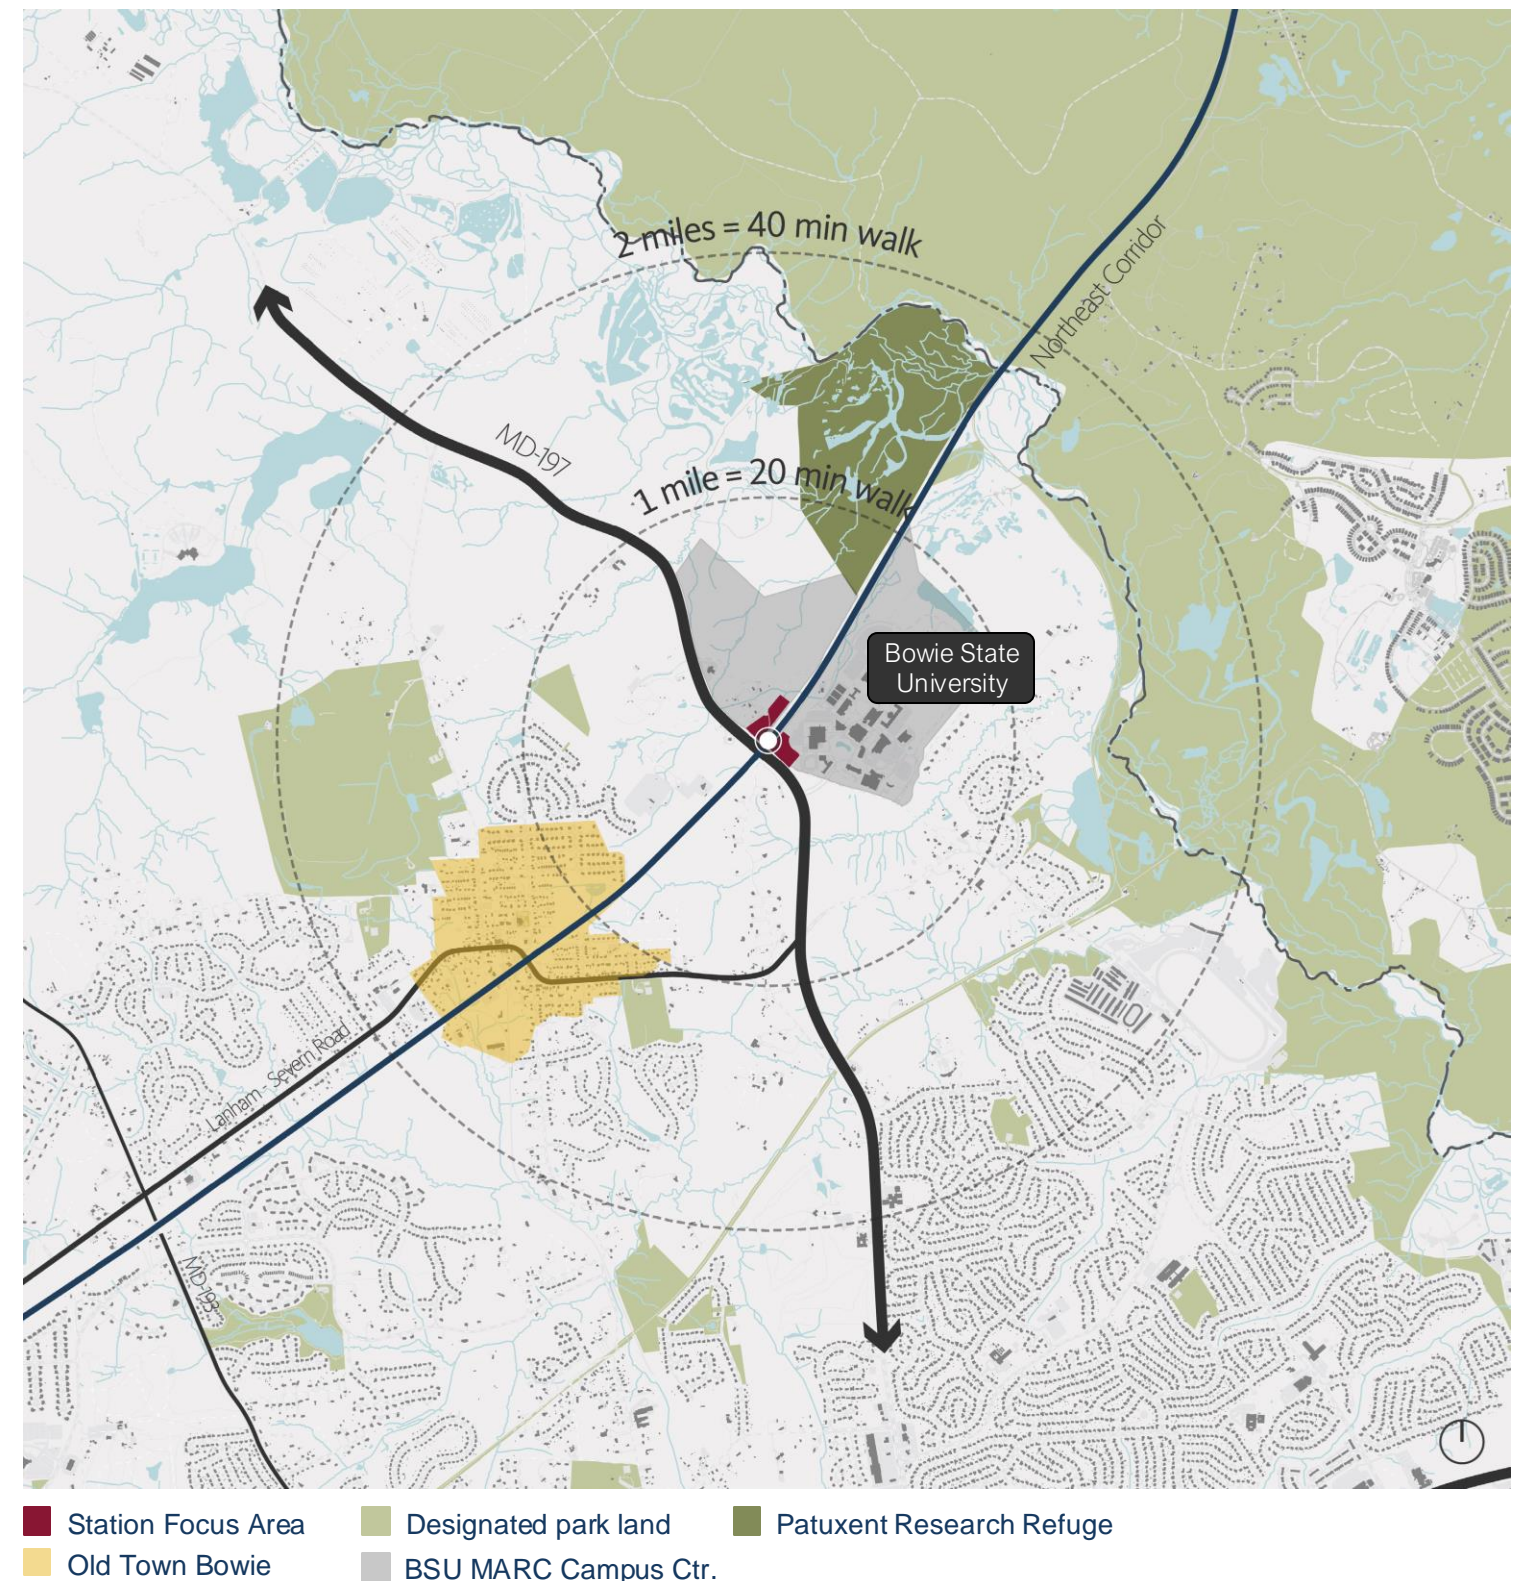 2 miles = 40 min walk
Northeast Corridor
MD-197
1 mile = 20 min walk
Bowie State
University
Lanham - Severn Road
MD-193
Station Focus Area
Designated park land
Patuxent Research Refuge
Old Town Bowie
BSU MARC Campus Ctr.